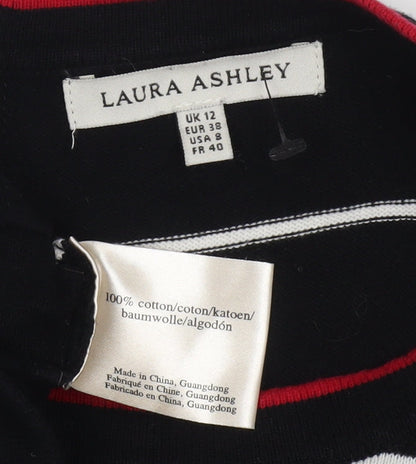 LAURA ASHLEY
UK 12
EUR 38
USA 8
FR 40
100% cotton/coton/katoen/
baumwolle/algodón
Made in China, Guangdong
Fabriqué en Chine, Guangdong
Fabricado en China, Guangdong